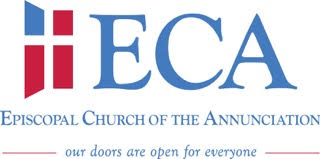 ECA
EPISCOPAL CHURCH OF THE ANNUNCIATION
our doors are open for everyone